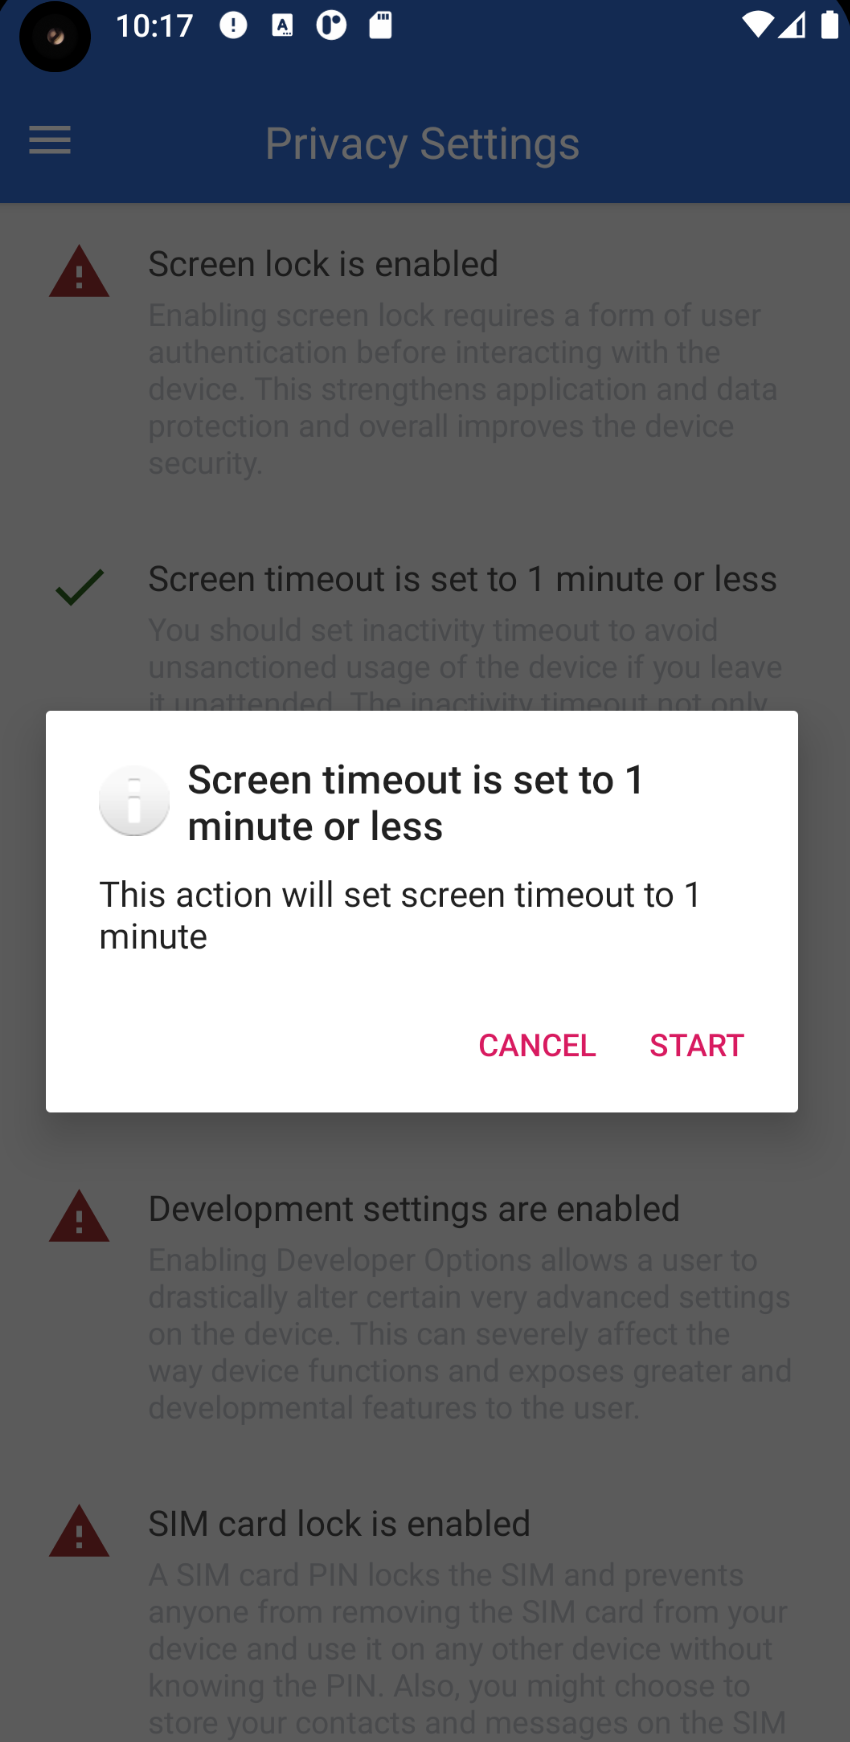 10:17
Privacy Settings
Screen lock is enabled
Enabling screen lock requires a form of user
authentication before interacting with the
device. This strengthens application and data
protection and overall improves the device
security.
Screen timeout is set to 1 minute or less
You should set inactivity timeout to avoid
unsanctioned usage of the device if you leave
it unattended. The inactivity timeout not only
Screen timeout is set to 1
minute or less
This action will set screen timeout to 1
minute
CANCEL START
Development settings are enabled
Enabling Developer Options allows a user to
drastically alter certain very advanced settings
on the device. This can severely affect the
way device functions and exposes greater and
developmental features to the user.
SIM card lock is enabled
A SIM card PIN locks the SIM and prevents
anyone from removing the SIM card from your
device and use it on any other device without
knowing the PIN. Also, you might choose to
store your contacts and messages on the SIM